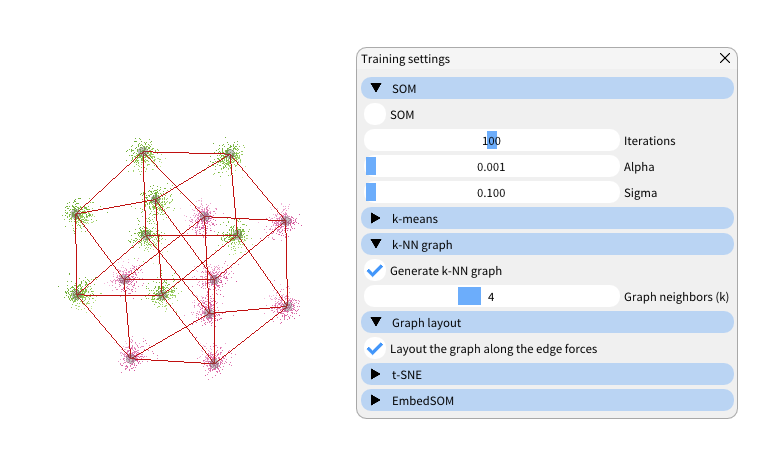 Training settings
SOM
SOM
100 Iterations
0.001 Alpha
0.100 Sigma
k-means
k-NN graph
Generate k-NN graph
4 Graph neighbors (k)
Graph layout
Layout the graph along the edge forces
t-SNE
EmbedSOM